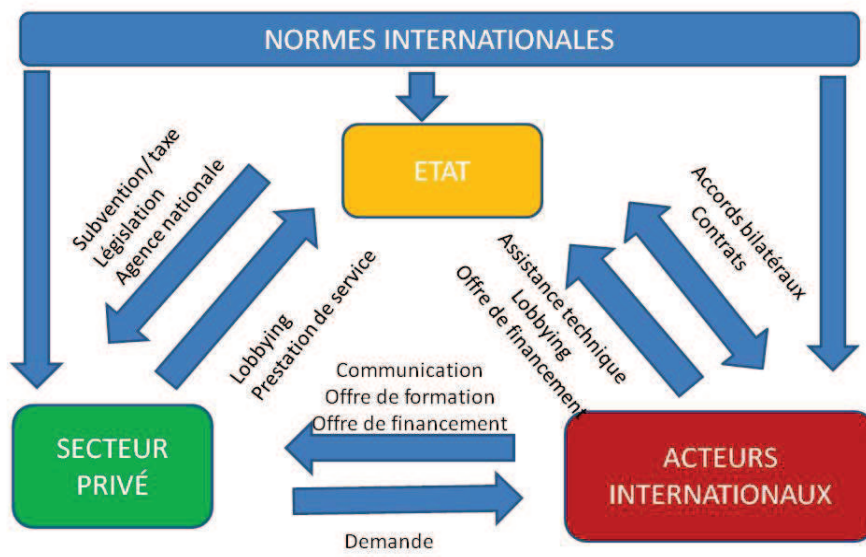 NORMES INTERNATIONALES
ETAT
Subvention/taxe
Législation
Agence nationale
Lobbying
Prestation de service
Accords bilatéraux
Contrats
Assistance technique
Lobbying
Offre de financement
Communication
Offre de formation
Offre de financement
SECTEUR
PRIVÉ
ACTEURS
INTERNATIONAUX
Demande